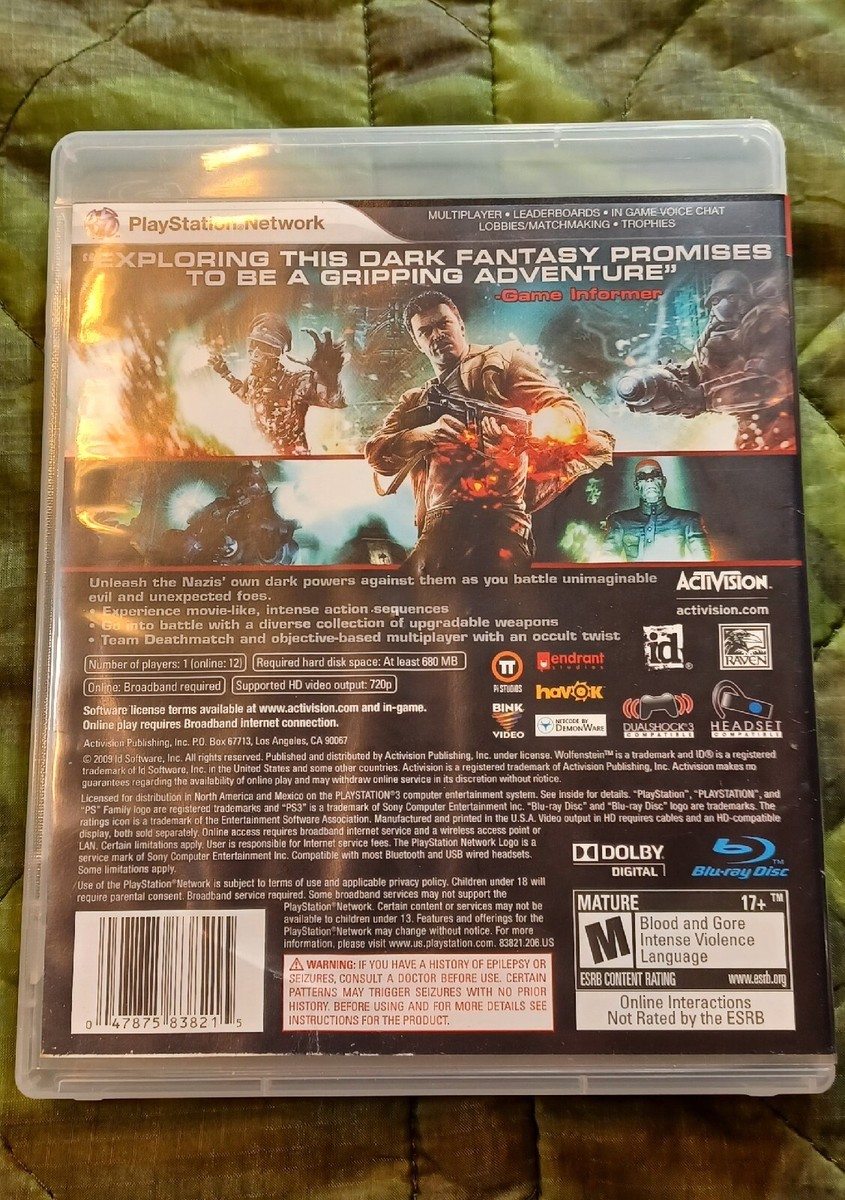 PlayStation®Network
MULTIPLAYER • LEADERBOARDS • IN GAME-VOICE CHAT
LOBBIES/MATCHMAKING • TROPHIES
"EXPLORING THIS DARK FANTASY PROMISES
TO BE A GRIPPING ADVENTURE"
-Game Informer
Unleash the Nazis' own dark powers against them as you battle unimaginable
evil and unexpected foes.
• Experience movie-like, intense action sequences
• Go into battle with a diverse collection of upgradable weapons
• Team Deathmatch and objective-based multiplayer with an occult twist
ACTIVISION™
activision.com
Number of players: 1 (online: 12)
Required hard disk space: At least 680 MB
Online: Broadband required
Supported HD video output: 720p
PI STUDIOS
endrant
studios
id®
RAVEN
havok
BINK
VIDEO
NETCODE BY
DEMONWARE
DUALSHOCK®3
COMPATIBLE
HEADSET
COMPATIBLE
Software license terms available at www.activision.com and in-game.
Online play requires Broadband internet connection.
Activision Publishing, Inc. P.O. Box 67713, Los Angeles, CA 90067
© 2009 Id Software, Inc. All rights reserved. Published and distributed by Activision Publishing, Inc. under license. Wolfenstein™ is a trademark and ID® is a registered
trademark of Id Software, Inc. in the United States and some other countries. Activision is a registered trademark of Activision Publishing, Inc. Activision makes no
guarantees regarding the availability of online play and may withdraw online service in its discretion without notice.
Licensed for distribution in North America and Mexico on the PLAYSTATION®3 computer entertainment system. See Inside for details. "PlayStation", "PLAYSTATION", and
"PS" Family logo are registered trademarks and "PS3" is a trademark of Sony Computer Entertainment Inc. "Blu-ray Disc" and "Blu-ray Disc" logo are trademarks. The
ratings icon is a trademark of the Entertainment Software Association. Manufactured and printed in the U.S.A. Video output in HD requires cables and an HD-compatible
display, both sold separately. Online access requires broadband internet service and a wireless access point or
LAN. Certain limitations apply. User is responsible for Internet service fees. The PlayStation Network Logo is a
service mark of Sony Computer Entertainment Inc. Compatible with most Bluetooth and USB wired headsets.
Some limitations apply.
Use of the PlayStation®Network is subject to terms of use and applicable privacy policy. Children under 18 will
require parental consent. Broadband service required. Some broadband services may not support the
PlayStation®Network. Certain content or services may not be
available to children under 13. Features and offerings for the
PlayStation®Network may change without notice. For more
information, please visit www.us.playstation.com. 83821.206.US
DOLBY
DIGITAL
Blu-ray Disc™
⚠ WARNING: IF YOU HAVE A HISTORY OF EPILEPSY OR
SEIZURES, CONSULT A DOCTOR BEFORE USE. CERTAIN
PATTERNS MAY TRIGGER SEIZURES WITH NO PRIOR
HISTORY. BEFORE USING AND FOR MORE DETAILS SEE
INSTRUCTIONS FOR THE PRODUCT.
0 47875 83821 5
MATURE 17+ ™
M
Blood and Gore
Intense Violence
Language
ESRB CONTENT RATING www.esrb.org
Online Interactions
Not Rated by the ESRB